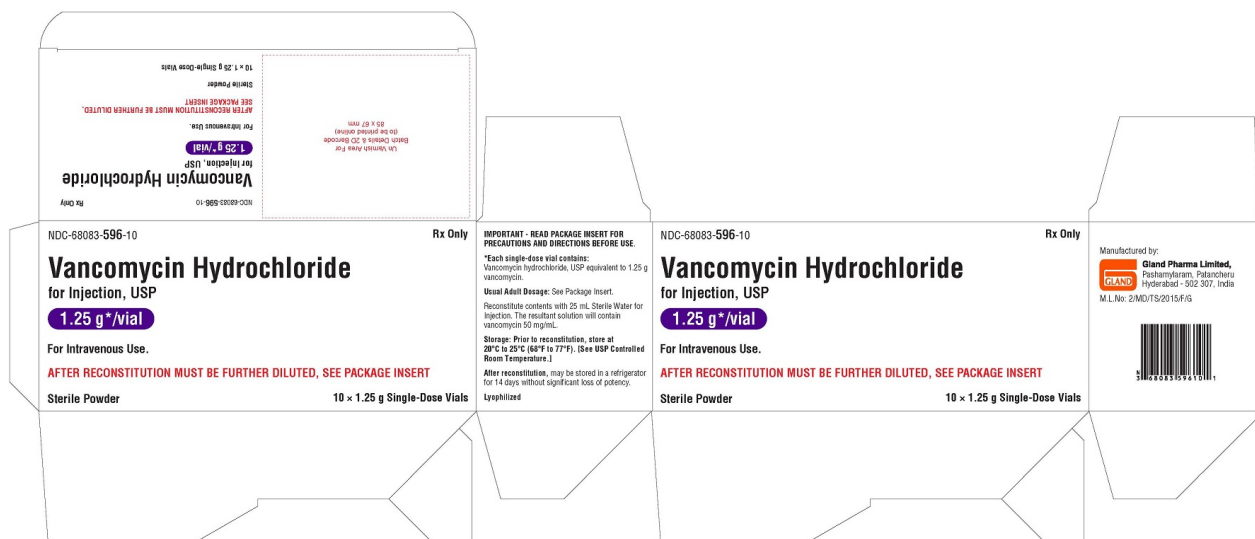 NDC-68083-596-10 Rx Only
Vancomycin Hydrochloride
for Injection, USP
1.25 g*/vial
For Intravenous Use.
AFTER RECONSTITUTION MUST BE FURTHER DILUTED,
SEE PACKAGE INSERT
Sterile Powder
10 × 1.25 g Single-Dose Vials
Un Varnish Area For
Batch Details & 2D Barcode
(to be printed online)
85 x 67 mm
NDC-68083-596-10 Rx Only
Vancomycin Hydrochloride
for Injection, USP
1.25 g*/vial
For Intravenous Use.
AFTER RECONSTITUTION MUST BE FURTHER DILUTED, SEE PACKAGE INSERT
Sterile Powder 10 × 1.25 g Single-Dose Vials
IMPORTANT - READ PACKAGE INSERT FOR
PRECAUTIONS AND DIRECTIONS BEFORE USE.
*Each single-dose vial contains:
Vancomycin hydrochloride, USP equivalent to 1.25 g
vancomycin.
Usual Adult Dosage: See Package Insert.
Reconstitute contents with 25 mL Sterile Water for
Injection. The resultant solution will contain
vancomycin 50 mg/mL.
Storage: Prior to reconstitution, store at
20°C to 25°C (68°F to 77°F). [See USP Controlled
Room Temperature.]
After reconstitution, may be stored in a refrigerator
for 14 days without significant loss of potency.
Lyophilized
NDC-68083-596-10 Rx Only
Vancomycin Hydrochloride
for Injection, USP
1.25 g*/vial
For Intravenous Use.
AFTER RECONSTITUTION MUST BE FURTHER DILUTED, SEE PACKAGE INSERT
Sterile Powder 10 × 1.25 g Single-Dose Vials
Manufactured by:
GLAND
Gland Pharma Limited,
Pashamylaram, Patancheru
Hyderabad - 502 307, India
M.L.No: 2/MD/TS/2015/F/G
N
3 68083 59610 1